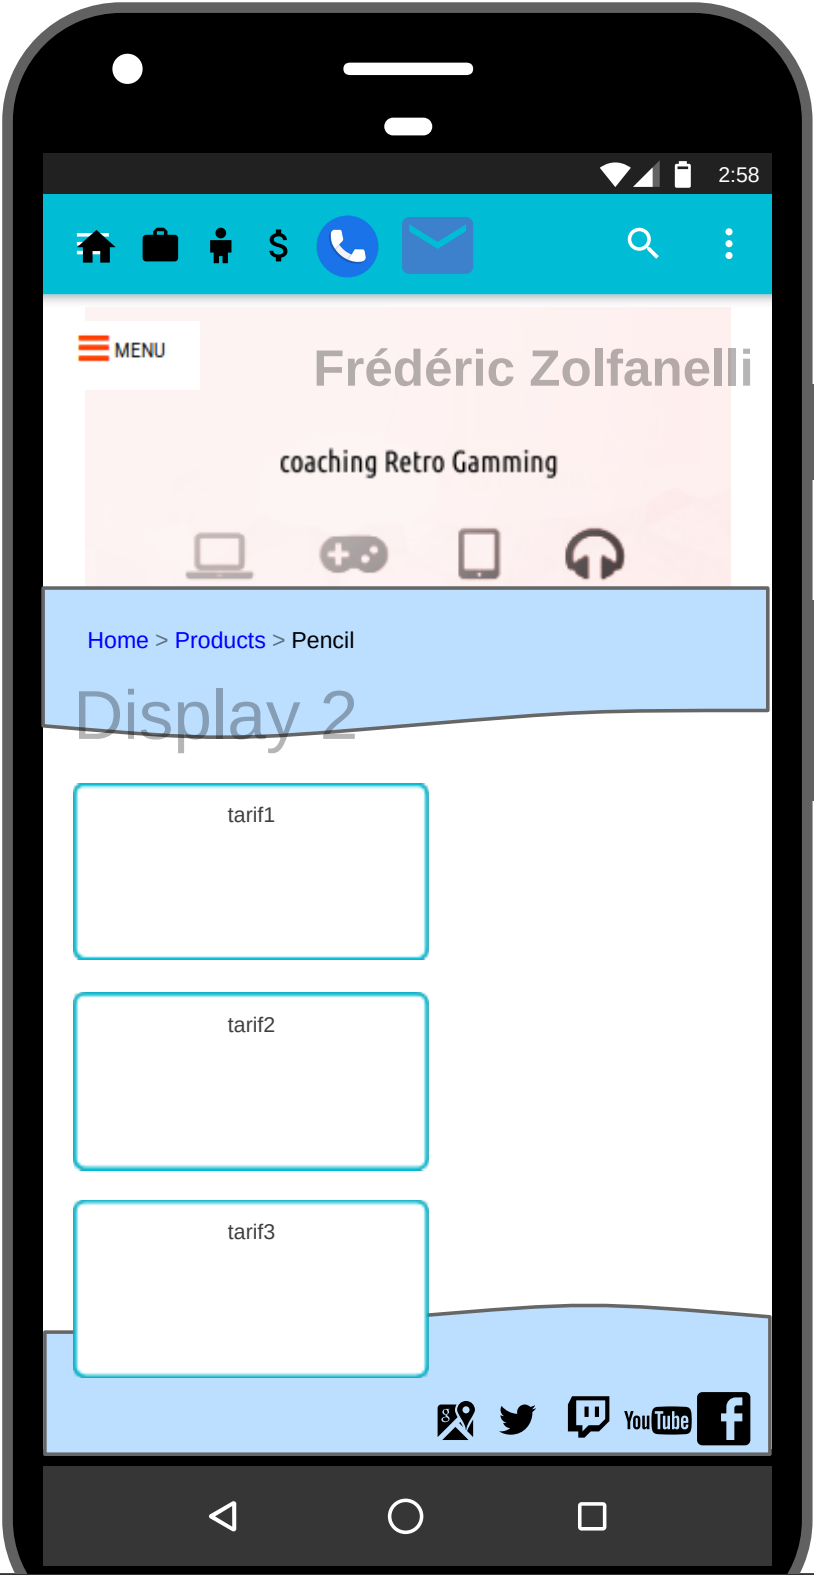 2:58
$
MENU
Frédéric Zolfanelli
coaching Retro Gamming
Home > Products > Pencil
Display 2
tarif1
tarif2
tarif3
g
YouTube
f